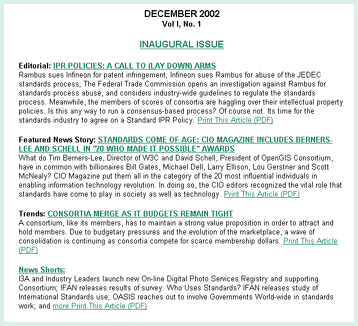 DECEMBER 2002
Vol I, No. 1
INAUGURAL ISSUE
Editorial: IPR POLICIES: A CALL TO (LAY DOWN) ARMS
Rambus sues Infineon for patent infringement; Infineon sues Rambus for abuse of the JEDEC
standards process; The Federal Trade Commission opens an investigation against Rambus for
standards process abuse, and considers industry-wide guidelines to regulate the standards
process. Meanwhile, the members of scores of consortia are haggling over their intellectual property
policies. Is this any way to run a consensus-based process? Of course not. Its time for the
standards industry to agree on a Standard IPR Policy. Print This Article (PDF)
Featured News Story: STANDARDS COME OF AGE: CIO MAGAZINE INCLUDES BERNERS-
LEE AND SCHELL IN "20 WHO MADE IT POSSIBLE" AWARDS
What do Tim Berners-Lee, Director of W3C and David Schell, President of OpenGIS Consortium,
have in common with billionaires Bill Gates, Michael Dell, Larry Ellison, Lou Gerstner and Scott
McNealy? CIO Magazine put them all in the category of the 20 most influential individuals in
enabling information technology revolution. In doing so, the CIO editors recognized the vital role that
standards have come to play in society as well as technology. Print This Article (PDF)
Trends: CONSORTIA MERGE AS IT BUDGETS REMAIN TIGHT
A consortium, like its members, has to maintain a strong value proposition in order to attract and
hold members. Due to budgetary pressures and the evolution of the marketplace, a wave of
consolidation is continuing as consortia compete for scarce membership dollars. Print This Article
(PDF)
News Shorts:
I3A and Industry Leaders launch new On-line Digital Photo Services Registry and supporting
Consortium; IFAN releases results of survey: Who Uses Standards? IFAN releases study of
International Standards use; OASIS reaches out to involve Governments World-wide in standards
work; and more.Print This Article (PDF)